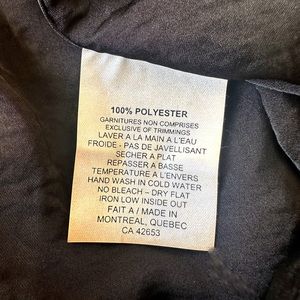 100% POLYESTER
GARNITURES NON COMPRISES
EXCLUSIVE OF TRIMMINGS
LAVER A LA MAIN A L'EAU
FROIDE - PAS DE JAVELLISANT
SECHER A PLAT
REPASSER A BASSE
TEMPERATURE A L'ENVERS
HAND WASH IN COLD WATER
NO BLEACH – DRY FLAT
IRON LOW INSIDE OUT
FAIT A / MADE IN
MONTREAL, QUEBEC
CA 42653